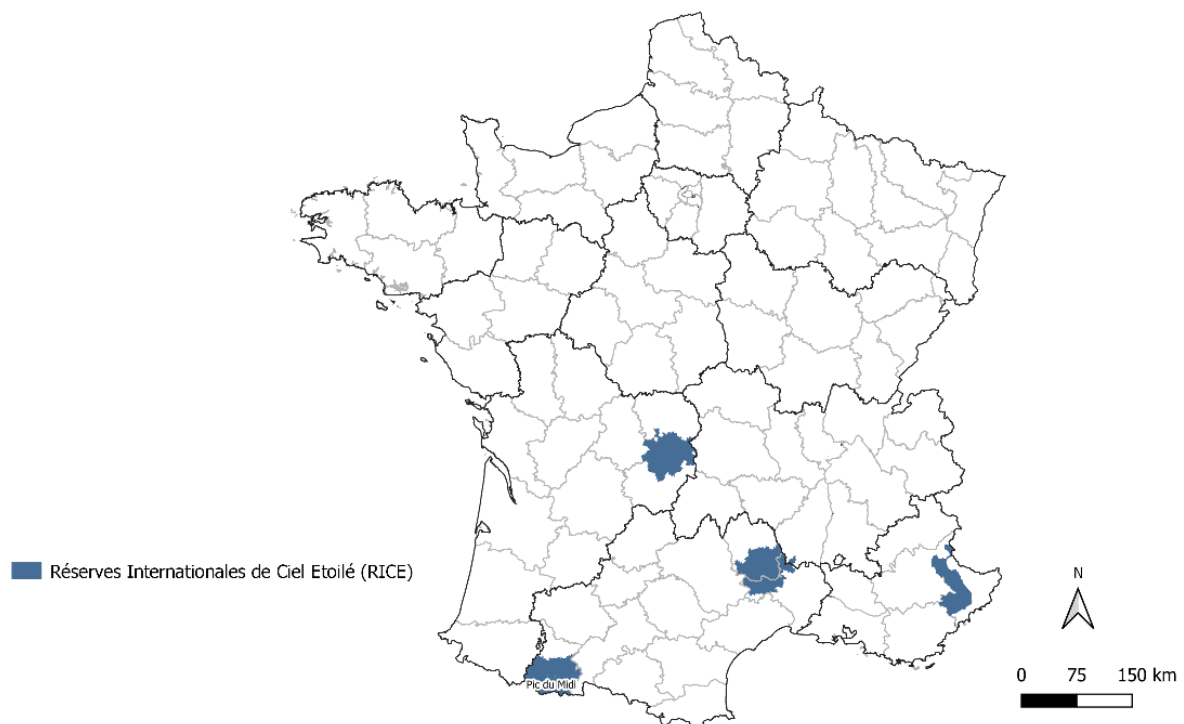 Réserves Internationales de Ciel Etoilé (RICE)
N
Pic du Midi
0 75 150 km